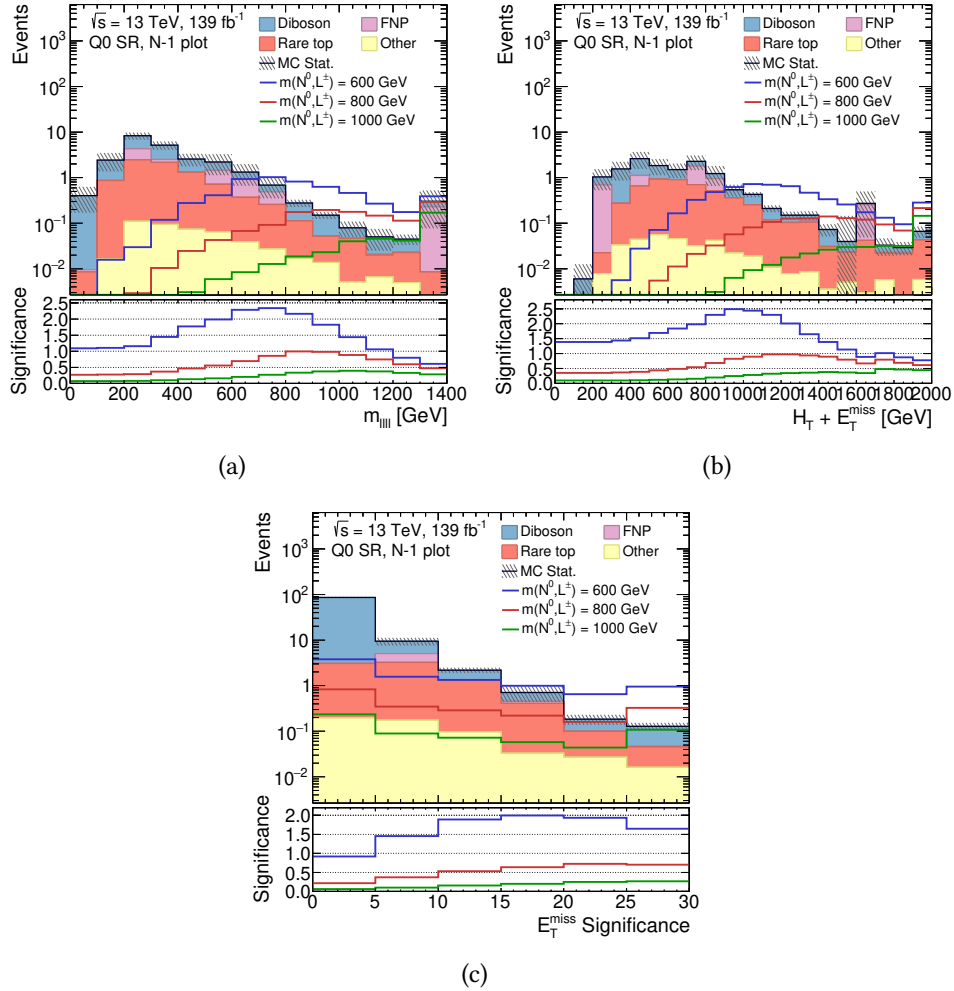 √s = 13 TeV, 139 fb⁻¹
Q0 SR, N-1 plot
Diboson
FNP
Rare top
Other
MC Stat.
m(N⁰,L±) = 600 GeV
m(N⁰,L±) = 800 GeV
m(N⁰,L±) = 1000 GeV
Events
10³
10²
10
1
10⁻¹
10⁻²
Significance
2.5
2.0
1.5
1.0
0.5
0.0
0 200 400 600 800 1000 1200 1400
m_llll [GeV]
(a)
√s = 13 TeV, 139 fb⁻¹
Q0 SR, N-1 plot
Diboson
FNP
Rare top
Other
MC Stat.
m(N⁰,L±) = 600 GeV
m(N⁰,L±) = 800 GeV
m(N⁰,L±) = 1000 GeV
Events
10³
10²
10
1
10⁻¹
10⁻²
Significance
2.5
2.0
1.5
1.0
0.5
0.0
0 200 400 600 800 1000 1200 1400 1600 1800 2000
H_T + E_T^miss [GeV]
(b)
√s = 13 TeV, 139 fb⁻¹
Q0 SR, N-1 plot
Diboson
FNP
Rare top
Other
MC Stat.
m(N⁰,L±) = 600 GeV
m(N⁰,L±) = 800 GeV
m(N⁰,L±) = 1000 GeV
Events
10³
10²
10
1
10⁻¹
10⁻²
Significance
2.0
1.5
1.0
0.5
0.0
0 5 10 15 20 25 30
E_T^miss Significance
(c)